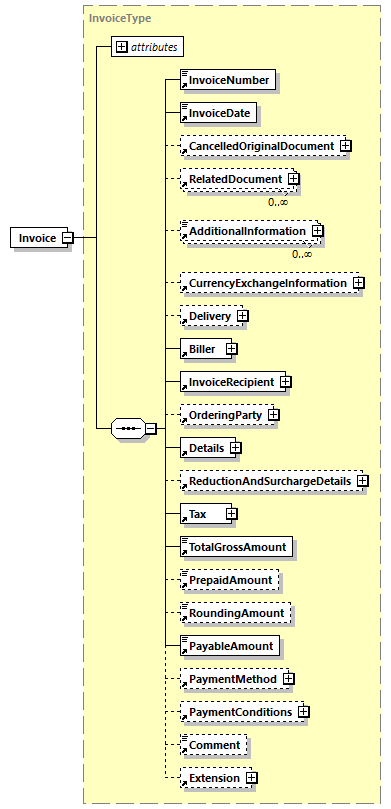 InvoiceType
attributes
InvoiceNumber
InvoiceDate
CancelledOriginalDocument
RelatedDocument
0..∞
AdditionalInformation
0..∞
Invoice
CurrencyExchangeInformation
Delivery
Biller
InvoiceRecipient
OrderingParty
Details
ReductionAndSurchargeDetails
Tax
TotalGrossAmount
PrepaidAmount
RoundingAmount
PayableAmount
PaymentMethod
PaymentConditions
Comment
Extension